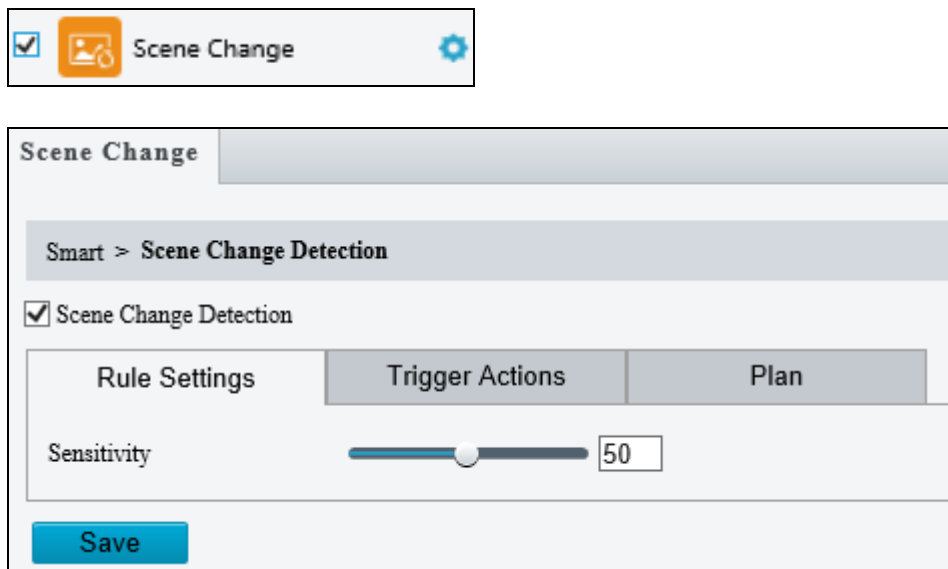 Scene Change
Scene Change
Smart > Scene Change Detection
Scene Change Detection
Rule Settings
Trigger Actions
Plan
Sensitivity
50
Save